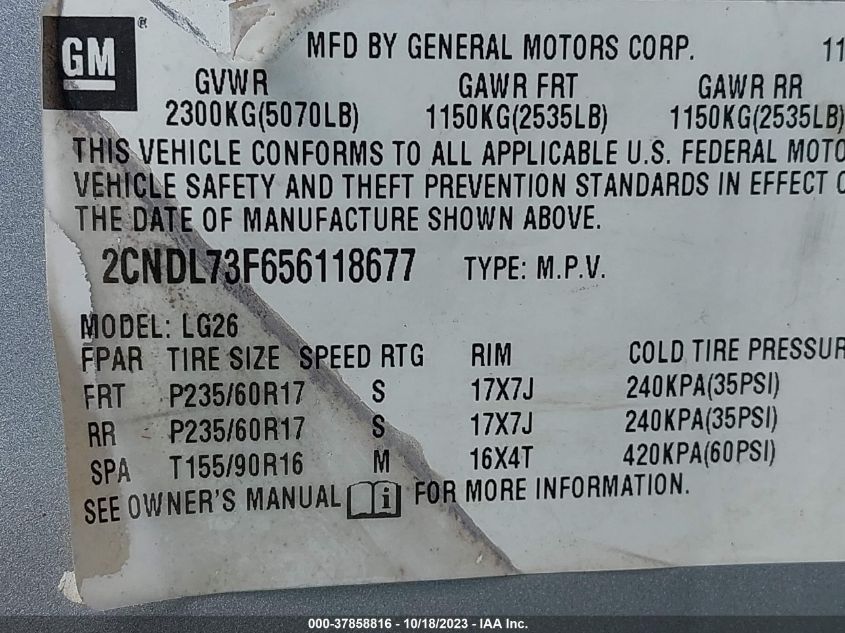 GM ® MFD BY GENERAL MOTORS CORP. 11
GVWR GAWR FRT GAWR RR
2300KG(5070LB) 1150KG(2535LB) 1150KG(2535LB)
THIS VEHICLE CONFORMS TO ALL APPLICABLE U.S. FEDERAL MOTO
VEHICLE SAFETY AND THEFT PREVENTION STANDARDS IN EFFECT O
THE DATE OF MANUFACTURE SHOWN ABOVE.
2CNDL73F656118677 TYPE: M.P.V.
MODEL: LG26
FPAR TIRE SIZE SPEED RTG RIM COLD TIRE PRESSUR
FRT P235/60R17 S 17X7J 240KPA(35PSI)
RR P235/60R17 S 17X7J 240KPA(35PSI)
SPA T155/90R16 M 16X4T 420KPA(60PSI)
SEE OWNER'S MANUAL i FOR MORE INFORMATION.
000-37858816 - 10/18/2023 - IAA Inc.